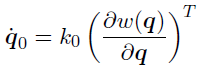 q̇₀ = k₀ (∂w(q)/∂q)ᵀ